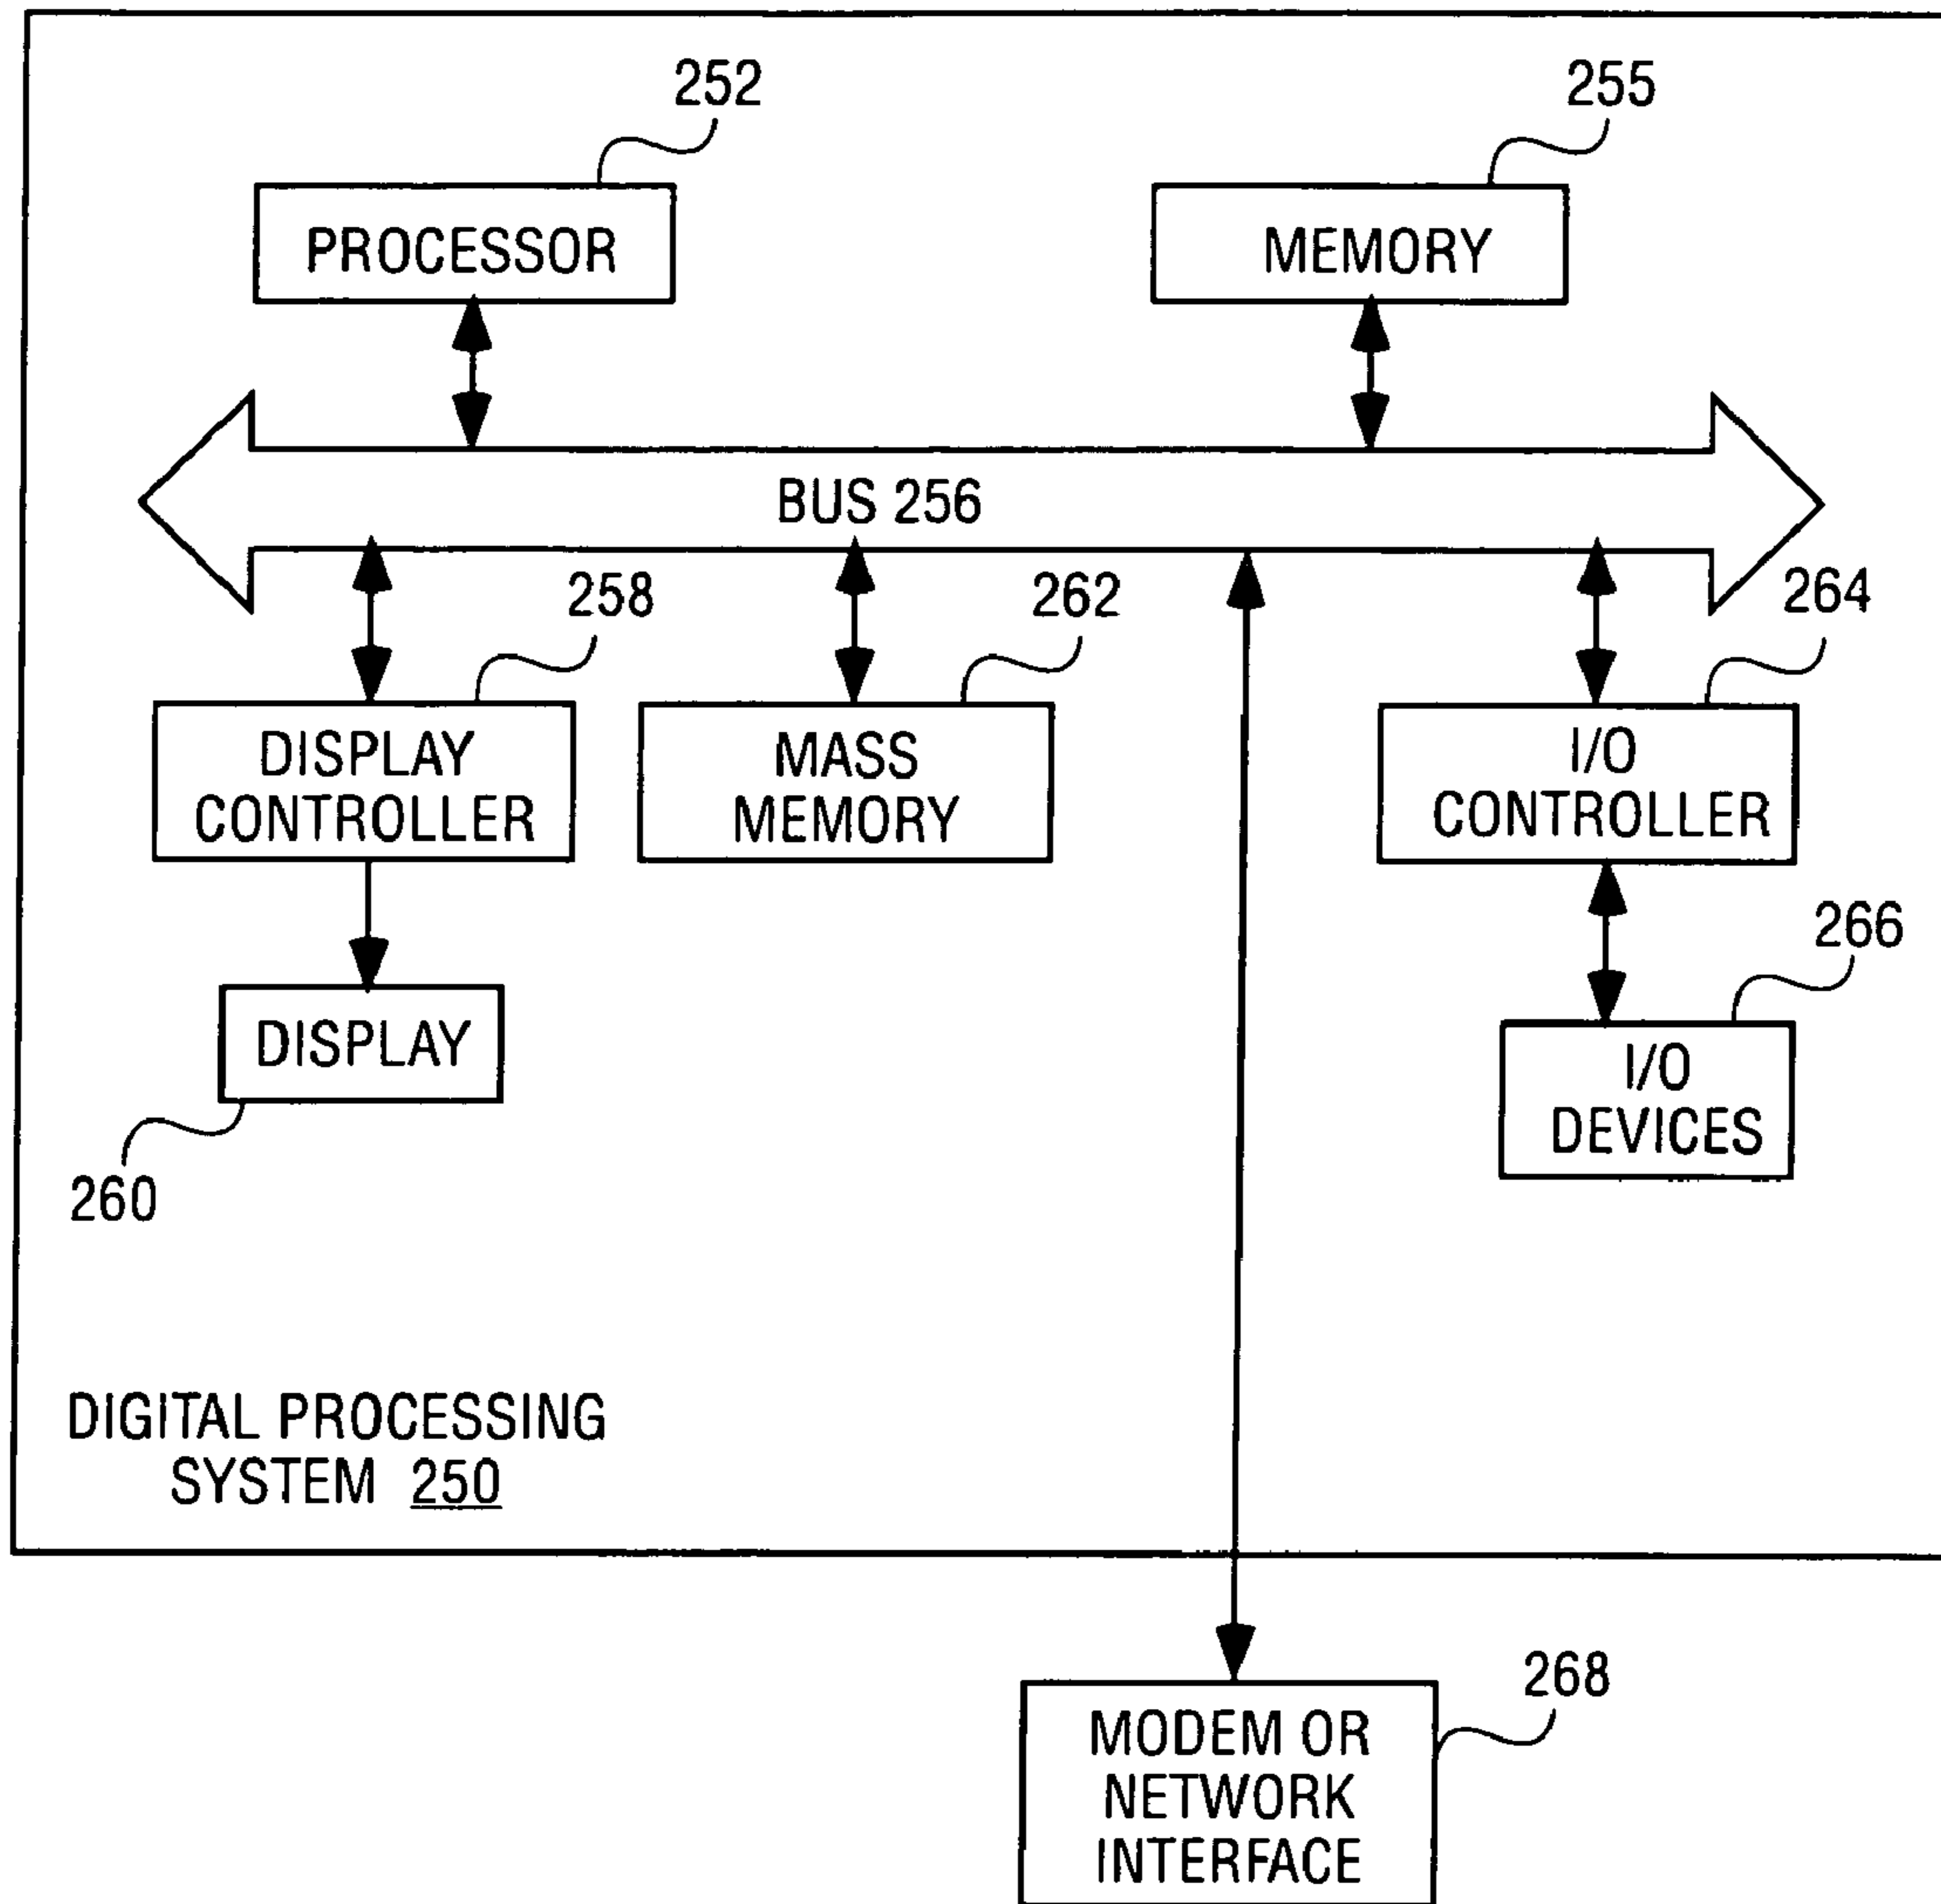 252
255
PROCESSOR
MEMORY
BUS 256
258
262
264
DISPLAY
CONTROLLER
MASS
MEMORY
I/O
CONTROLLER
266
DISPLAY
I/O
DEVICES
260
DIGITAL PROCESSING
SYSTEM 250
268
MODEM OR
NETWORK
INTERFACE